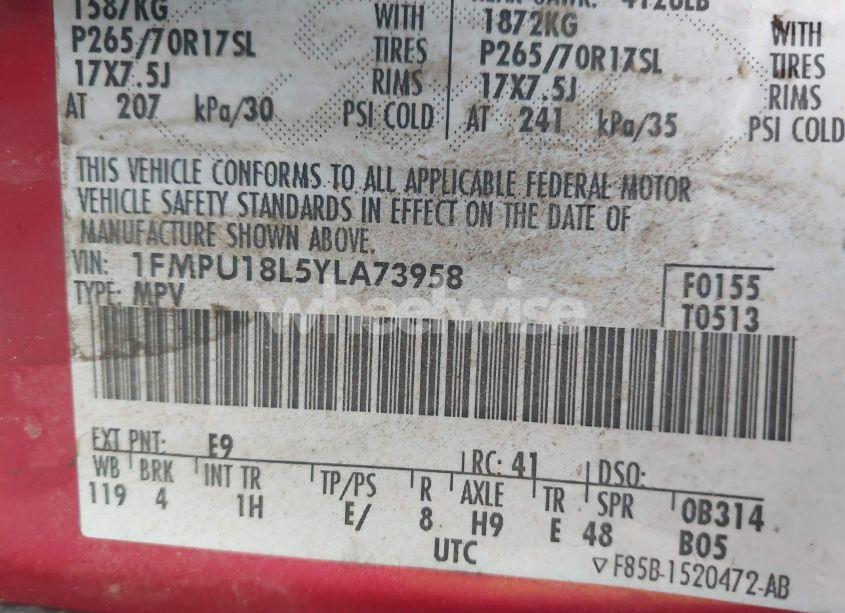 1587KG WITH
P265/70R17SL TIRES
17X7.5J RIMS
AT 207 kPa/30 PSI COLD
4128LB
1872KG WITH
P265/70R17SL TIRES
17X7.5J RIMS
AT 241 kPa/35 PSI COLD
THIS VEHICLE CONFORMS TO ALL APPLICABLE FEDERAL MOTOR
VEHICLE SAFETY STANDARDS IN EFFECT ON THE DATE OF
MANUFACTURE SHOWN ABOVE.
VIN: 1FMPU18L5YLA73958
TYPE: MPV
F0155
T0513
wheelwise
EXT PNT: E9 RC: 41 DSO:
WB BRK INT TR TP/PS R AXLE TR SPR 0B314
119 4 1H E/ 8 H9 E 48 B05
UTC
▽F85B-1520472-AB